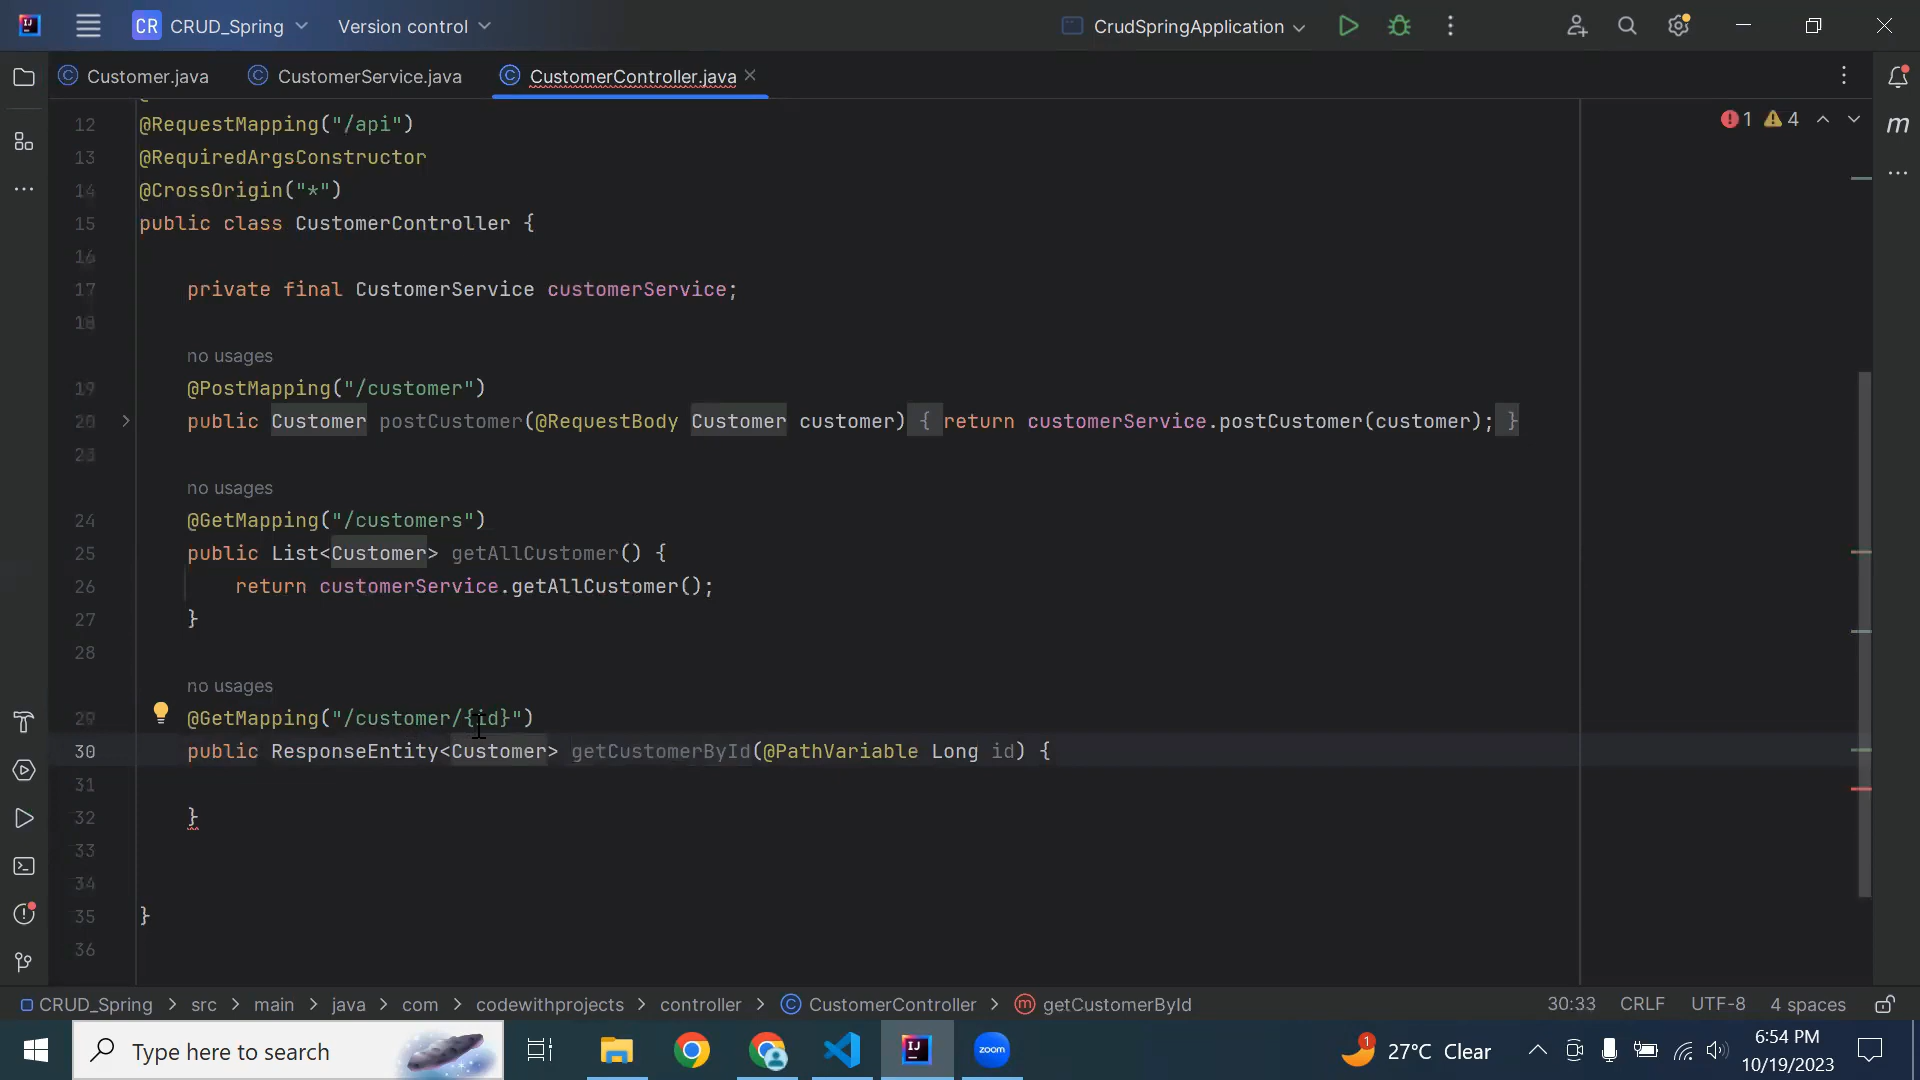 CR CRUD_Spring Version control CrudSpringApplication
Customer.java CustomerService.java CustomerController.java
12 @RequestMapping("/api") 1 4
13 @RequiredArgsConstructor
14 @CrossOrigin("*")
15 public class CustomerController {
16
17 private final CustomerService customerService;
18
no usages
19 @PostMapping("/customer")
20 public Customer postCustomer(@RequestBody Customer customer) { return customerService.postCustomer(customer); }
23
no usages
24 @GetMapping("/customers")
25 public List<Customer> getAllCustomer() {
26 return customerService.getAllCustomer();
27 }
28
no usages
29 @GetMapping("/customer/{id}")
30 public ResponseEntity<Customer> getCustomerById(@PathVariable Long id) {
31
32 }
33
34
35 }
36
CRUD_Spring > src > main > java > com > codewithprojects > controller > CustomerController > getCustomerById 30:33 CRLF UTF-8 4 spaces
Type here to search zoom 1 27°C Clear 6:54 PM
10/19/2023